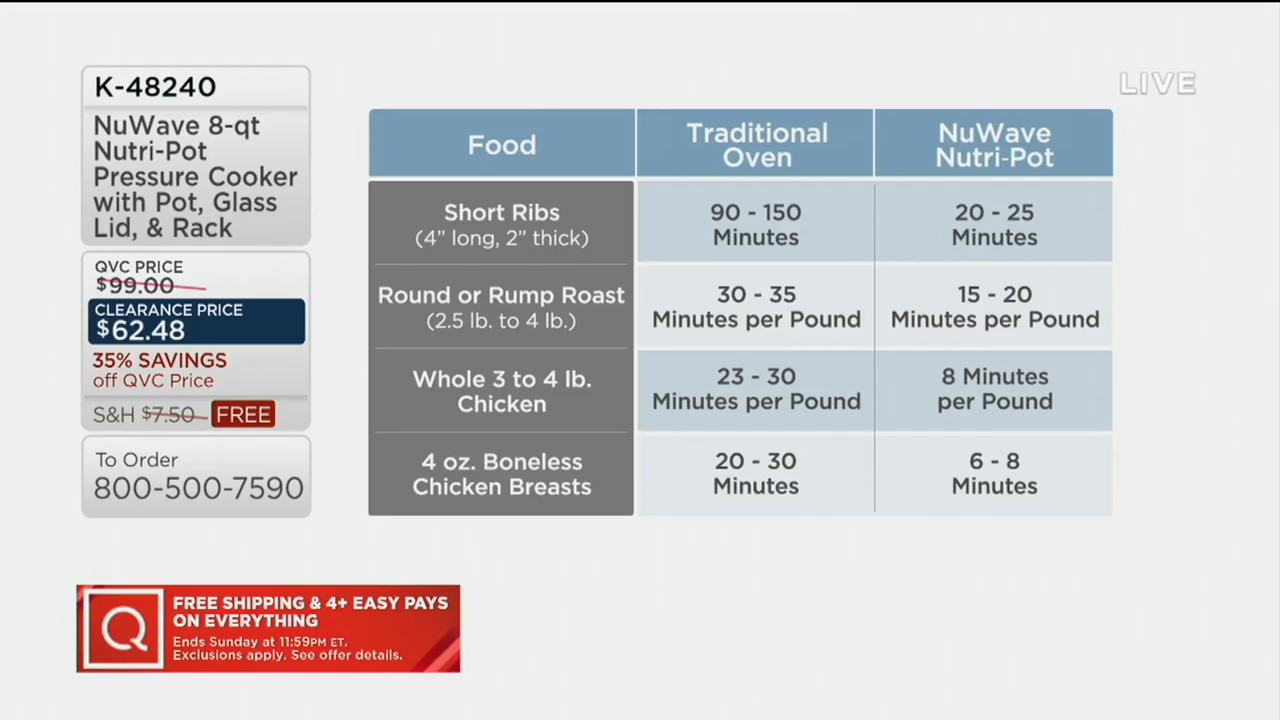 K-48240
NuWave 8-qt
Nutri-Pot
Pressure Cooker
with Pot, Glass
Lid, & Rack
QVC PRICE
$99.00
CLEARANCE PRICE
$62.48
35% SAVINGS
off QVC Price
S&H $7.50 FREE
To Order
800-500-7590
LIVE
Food
Traditional
Oven
NuWave
Nutri-Pot
Short Ribs
(4” long, 2” thick)
90 - 150
Minutes
20 - 25
Minutes
Round or Rump Roast
(2.5 lb. to 4 lb.)
30 - 35
Minutes per Pound
15 - 20
Minutes per Pound
Whole 3 to 4 lb.
Chicken
23 - 30
Minutes per Pound
8 Minutes
per Pound
4 oz. Boneless
Chicken Breasts
20 - 30
Minutes
6 - 8
Minutes
Q
FREE SHIPPING & 4+ EASY PAYS
ON EVERYTHING
Ends Sunday at 11:59PM ET.
Exclusions apply. See offer details.